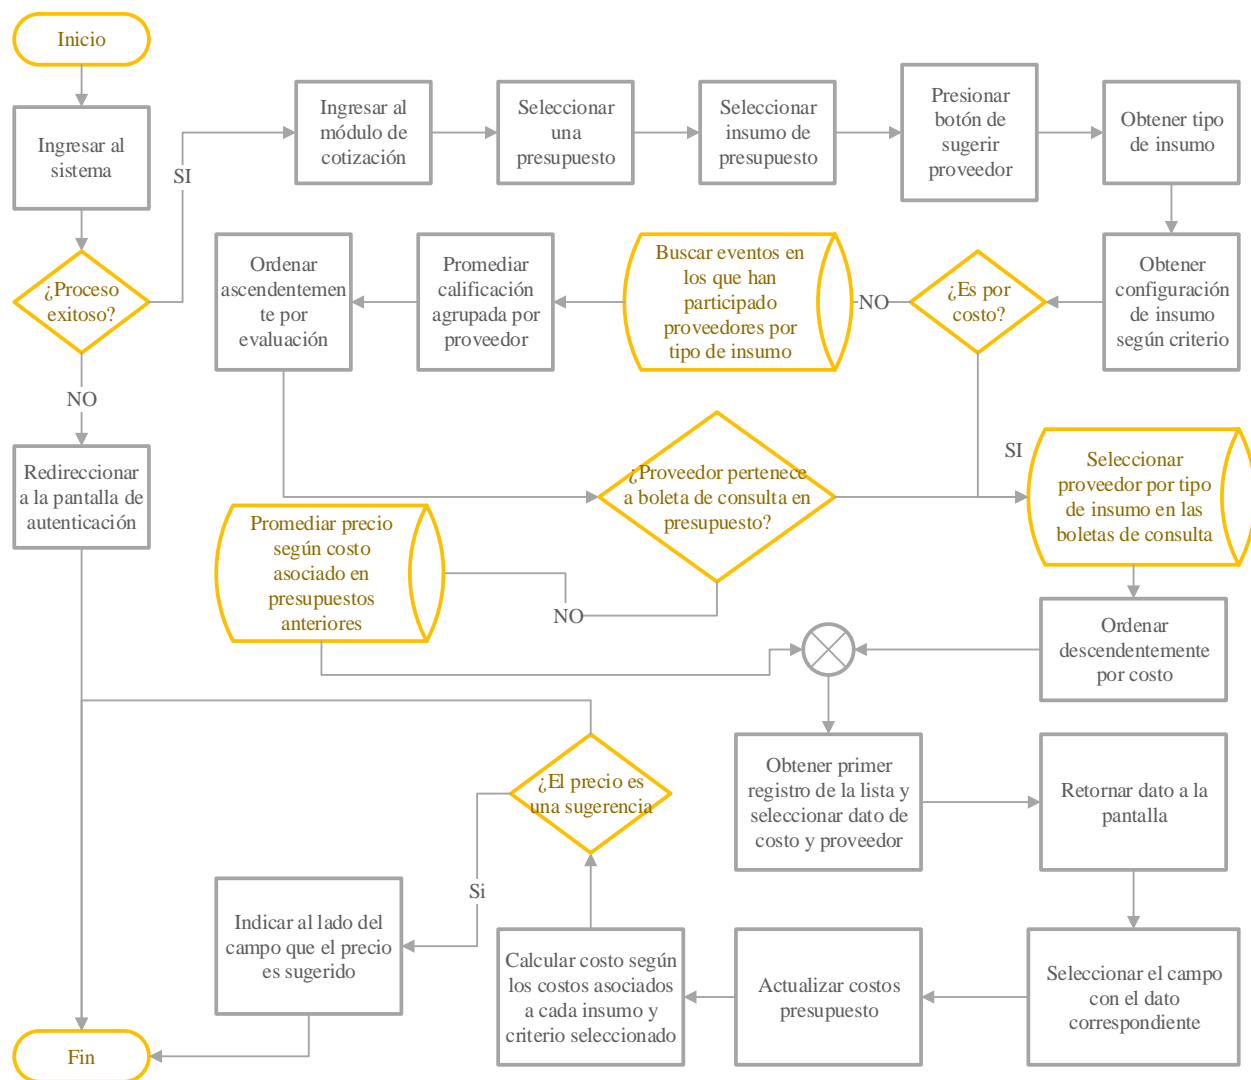 Inicio
Ingresar al
sistema
¿Proceso
exitoso?
SI
NO
Redireccionar
a la pantalla de
autenticación
Ingresar al
módulo de
cotización
Seleccionar
una
presupuesto
Seleccionar
insumo de
presupuesto
Presionar
botón de
sugerir
proveedor
Obtener tipo
de insumo
Obtener
configuración
de insumo
según criterio
¿Es por
costo?
NO
Buscar eventos en
los que han
participado
proveedores por
tipo de insumo
Promediar
calificación
agrupada por
proveedor
Ordenar
ascendentemen
te por
evaluación
¿Proveedor pertenece
a boleta de consulta en
presupuesto?
SI
Seleccionar
proveedor por tipo
de insumo en las
boletas de consulta
NO
Promediar precio
según costo
asociado en
presupuestos
anteriores
Ordenar
descendentemente
por costo
Obtener primer
registro de la lista y
seleccionar dato de
costo y proveedor
Retornar dato a la
pantalla
Seleccionar el campo
con el dato
correspondiente
Actualizar costos
presupuesto
Calcular costo según
los costos asociados
a cada insumo y
criterio seleccionado
¿El precio es
una sugerencia
Si
Indicar al lado del
campo que el precio
es sugerido
Fin